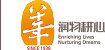 润物耕心
Enriching Lives
Nurturing Dreams
SINCE 1938